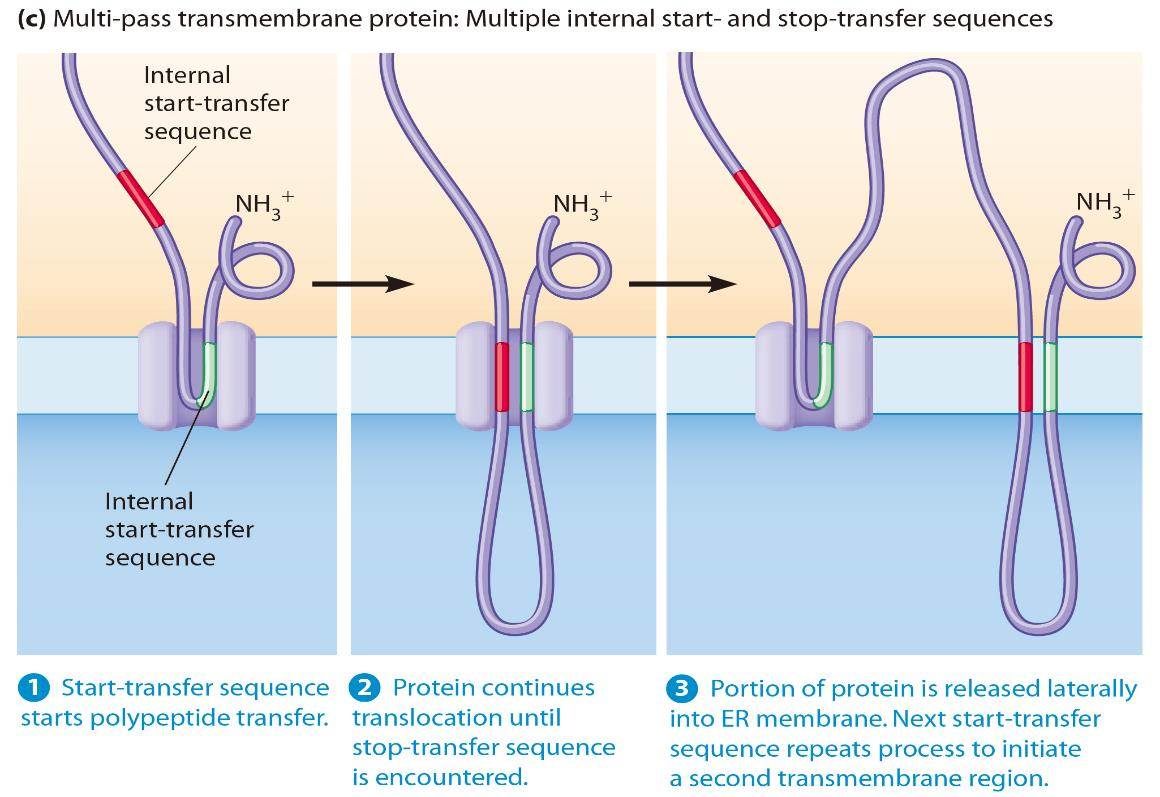 (c) Multi-pass transmembrane protein: Multiple internal start- and stop-transfer sequences
Internal
start-transfer
sequence
NH3+
Internal
start-transfer
sequence
NH3+
NH3+
1 Start-transfer sequence
starts polypeptide transfer.
2 Protein continues
translocation until
stop-transfer sequence
is encountered.
3 Portion of protein is released laterally
into ER membrane. Next start-transfer
sequence repeats process to initiate
a second transmembrane region.